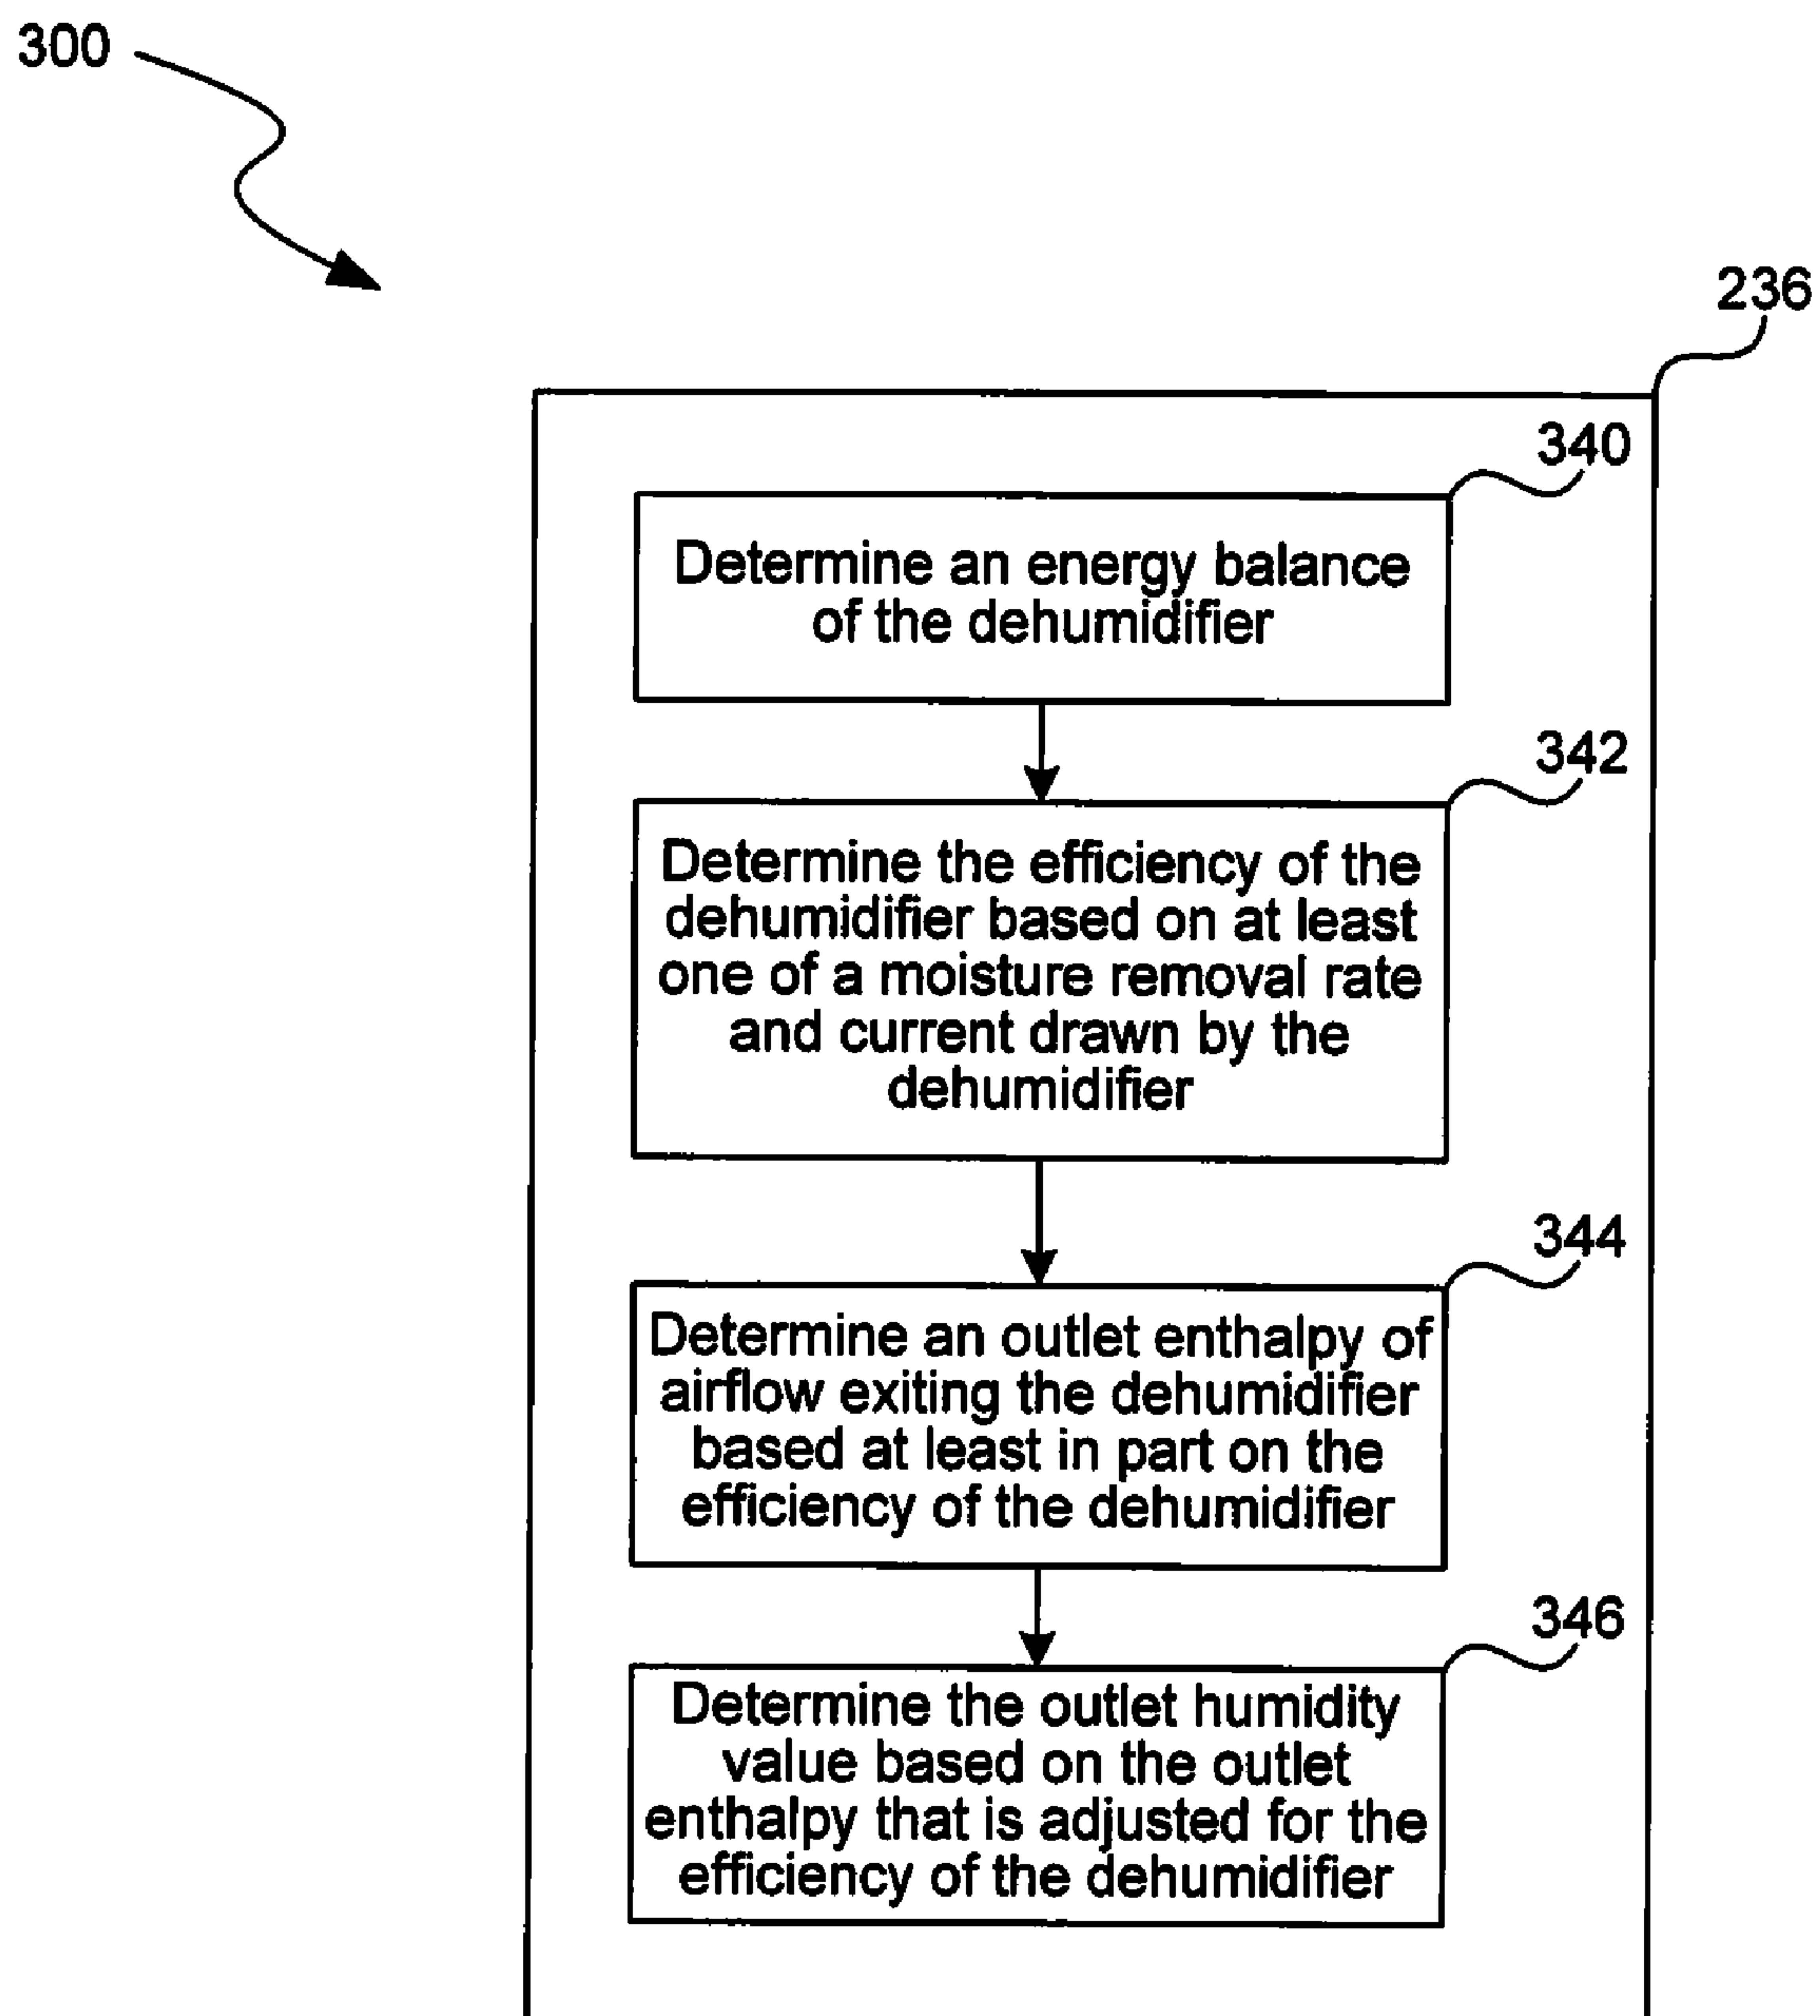 300
236
340
Determine an energy balance
of the dehumidifier
342
Determine the efficiency of the
dehumidifier based on at least
one of a moisture removal rate
and current drawn by the
dehumidifier
344
Determine an outlet enthalpy of
airflow exiting the dehumidifier
based at least in part on the
efficiency of the dehumidifier
346
Determine the outlet humidity
value based on the outlet
enthalpy that is adjusted for the
efficiency of the dehumidifier